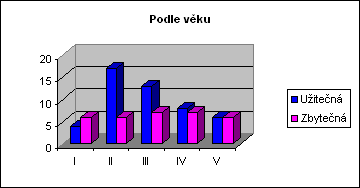 Podle věku
20
15
10
5
0
I II III IV V
Užitečná
Zbytečná